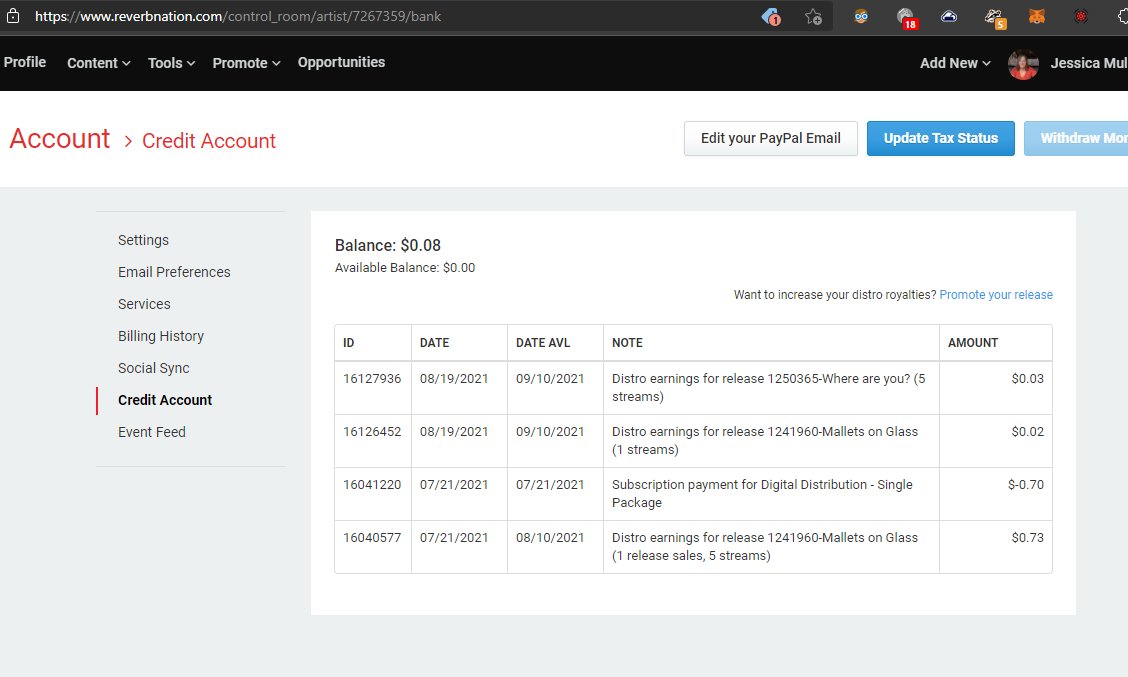 https://www.reverbnation.com/control_room/artist/7267359/bank
1
18
5
Profile Content Tools Promote Opportunities Add New Jessica Mul
Account > Credit Account
Edit your PayPal Email Update Tax Status Withdraw Mor
Settings
Email Preferences
Services
Billing History
Social Sync
Credit Account
Event Feed
Balance: $0.08
Available Balance: $0.00
Want to increase your distro royalties? Promote your release
ID DATE DATE AVL NOTE AMOUNT
16127936 08/19/2021 09/10/2021 Distro earnings for release 1250365-Where are you? (5 $0.03
streams)
16126452 08/19/2021 09/10/2021 Distro earnings for release 1241960-Mallets on Glass $0.02
(1 streams)
16041220 07/21/2021 07/21/2021 Subscription payment for Digital Distribution - Single $-0.70
Package
16040577 07/21/2021 08/10/2021 Distro earnings for release 1241960-Mallets on Glass $0.73
(1 release sales, 5 streams)